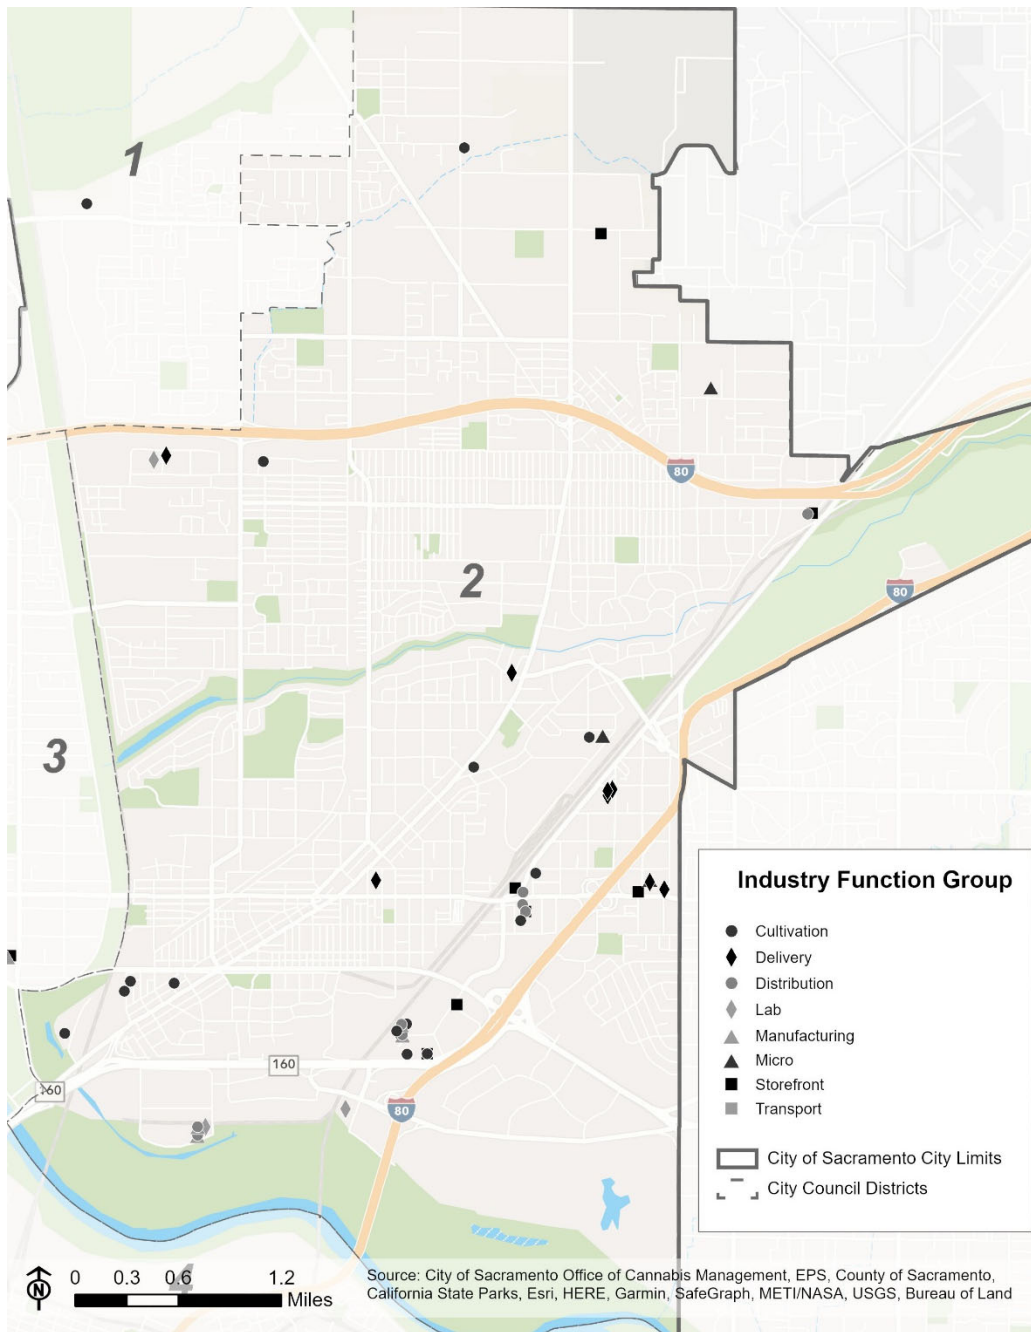 1
80
2
80
3
Industry Function Group
Cultivation
Delivery
Distribution
Lab
Manufacturing
Micro
Storefront
Transport
City of Sacramento City Limits
City Council Districts
160
160
80
4
N
0 0.3 0.6 1.2
Miles
Source: City of Sacramento Office of Cannabis Management, EPS, County of Sacramento,
California State Parks, Esri, HERE, Garmin, SafeGraph, METI/NASA, USGS, Bureau of Land